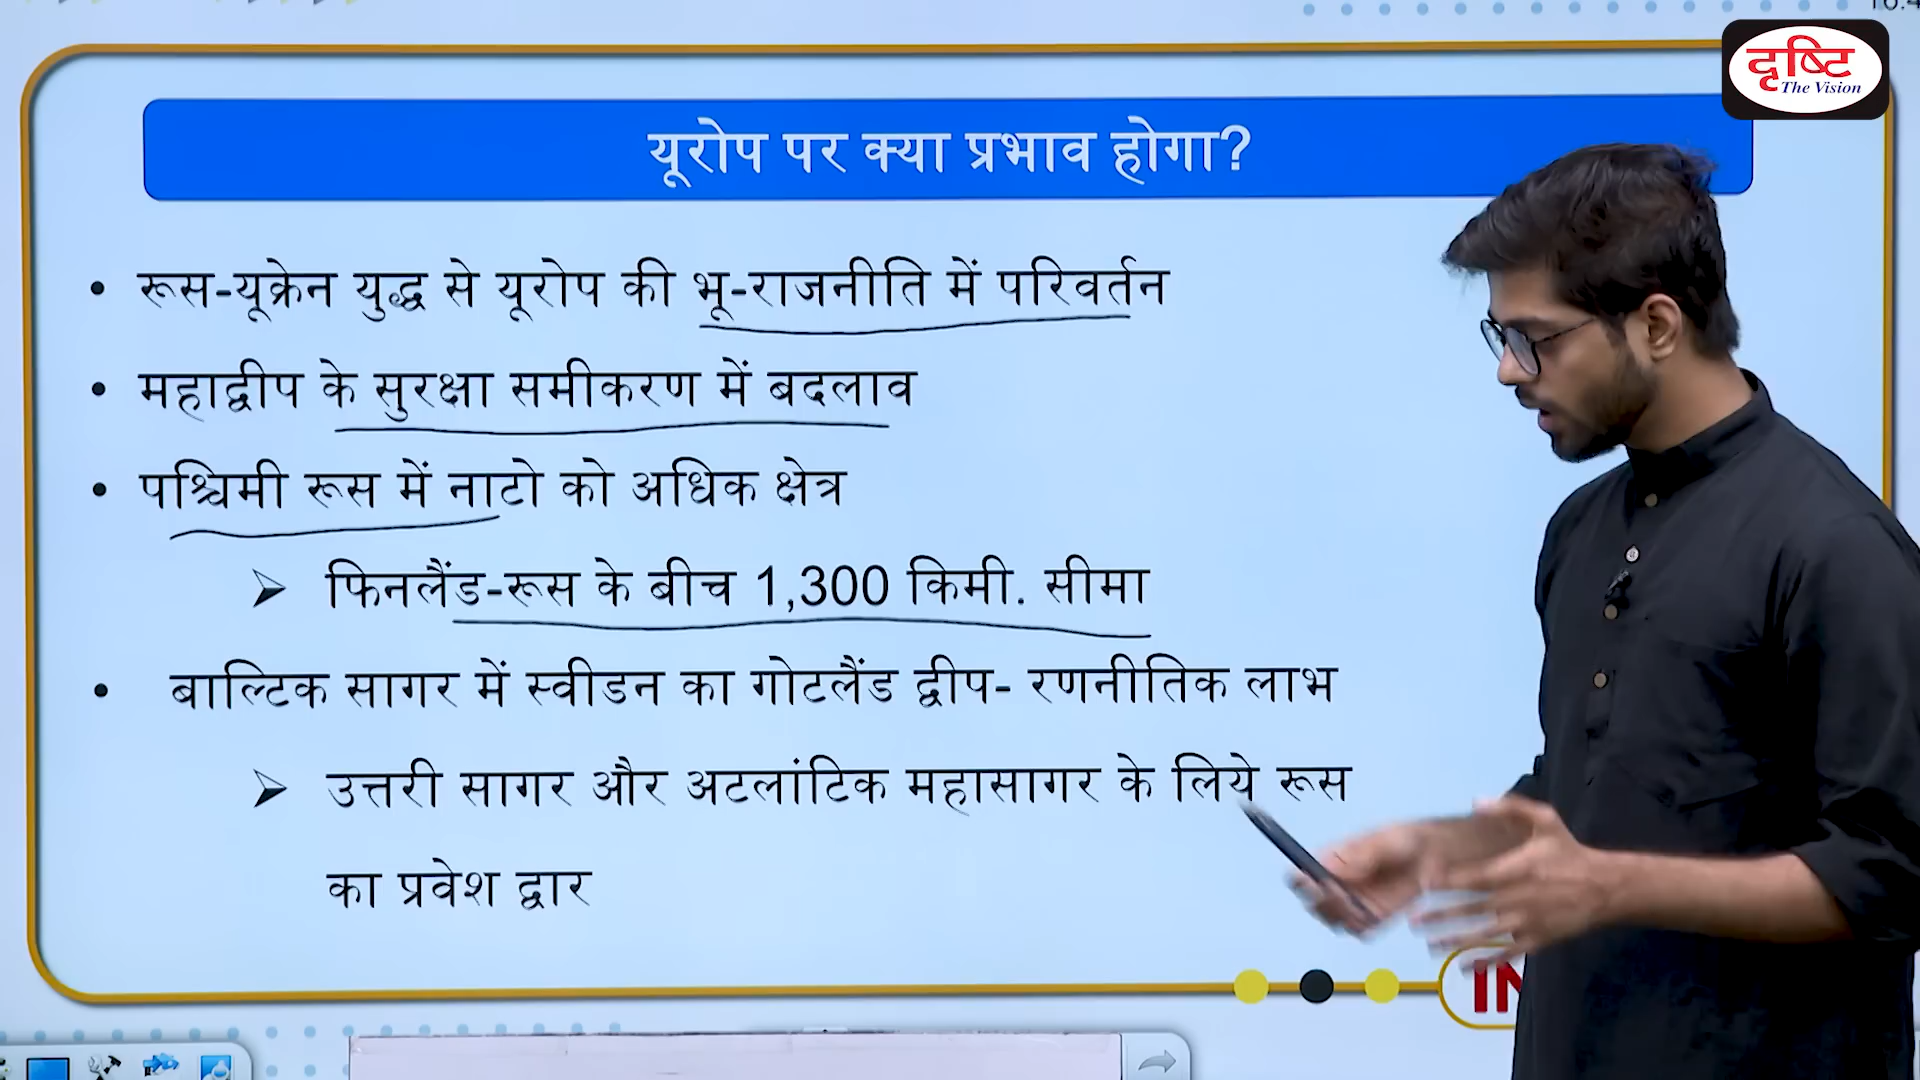 दृष्टि
The Vision
यूरोप पर क्या प्रभाव होगा?
• रूस-यूक्रेन युद्ध से यूरोप की भू-राजनीति में परिवर्तन
• महाद्वीप के सुरक्षा समीकरण में बदलाव
• पश्चिमी रूस में नाटो को अधिक क्षेत्र
➢ फिनलैंड-रूस के बीच 1,300 किमी. सीमा
• बाल्टिक सागर में स्वीडन का गोटलैंड द्वीप- रणनीतिक लाभ
➢ उत्तरी सागर और अटलांटिक महासागर के लिये रूस
का प्रवेश द्वार